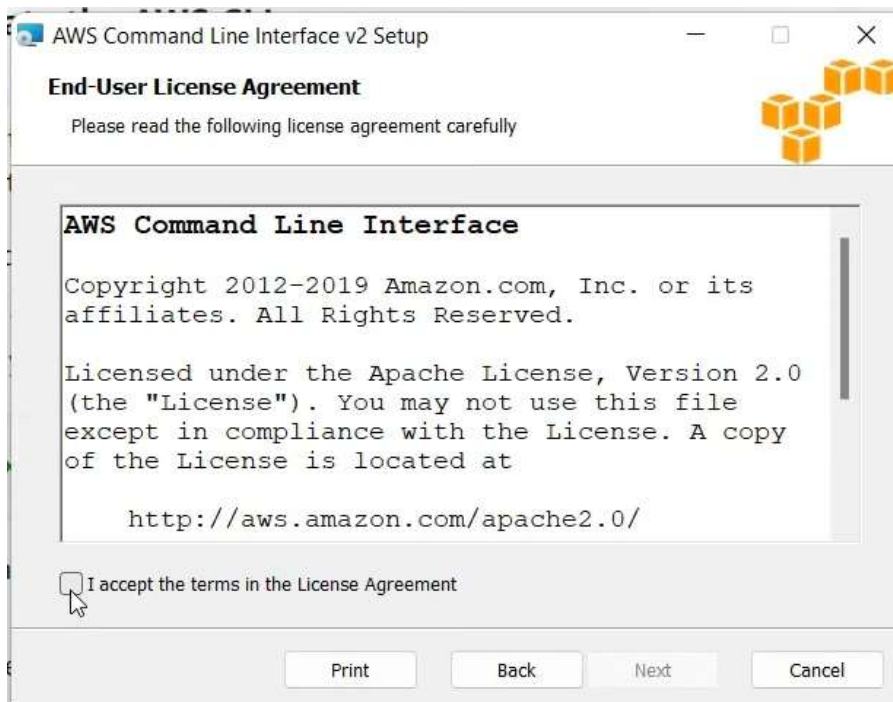 AWS Command Line Interface v2 Setup
End-User License Agreement
Please read the following license agreement carefully
AWS Command Line Interface
Copyright 2012-2019 Amazon.com, Inc. or its
affiliates. All Rights Reserved.
Licensed under the Apache License, Version 2.0
(the "License"). You may not use this file
except in compliance with the License. A copy
of the License is located at
http://aws.amazon.com/apache2.0/
I accept the terms in the License Agreement
Print
Back
Next
Cancel